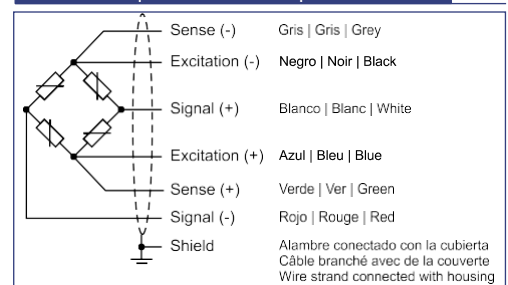 Sense (-) Gris | Gris | Grey
Excitation (-) Negro | Noir | Black
Signal (+) Blanco | Blanc | White
Excitation (+) Azul | Bleu | Blue
Sense (+) Verde | Ver | Green
Signal (-) Rojo | Rouge | Red
Shield Alambre conectado con la cubierta
Câble branché avec de la couverte
Wire strand connected with housing